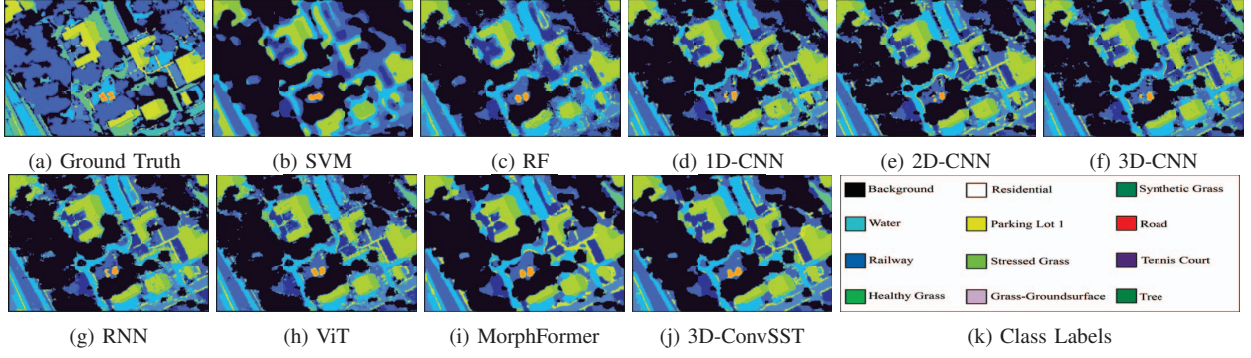 (a) Ground Truth
(b) SVM
(c) RF
(d) 1D-CNN
(e) 2D-CNN
(f) 3D-CNN
Background
Residential
Synthetic Grass
Water
Parking Lot 1
Road
Railway
Stressed Grass
Ternis Court
Healthy Grass
Grass-Groundsurface
Tree
(g) RNN
(h) ViT
(i) MorphFormer
(j) 3D-ConvSST
(k) Class Labels